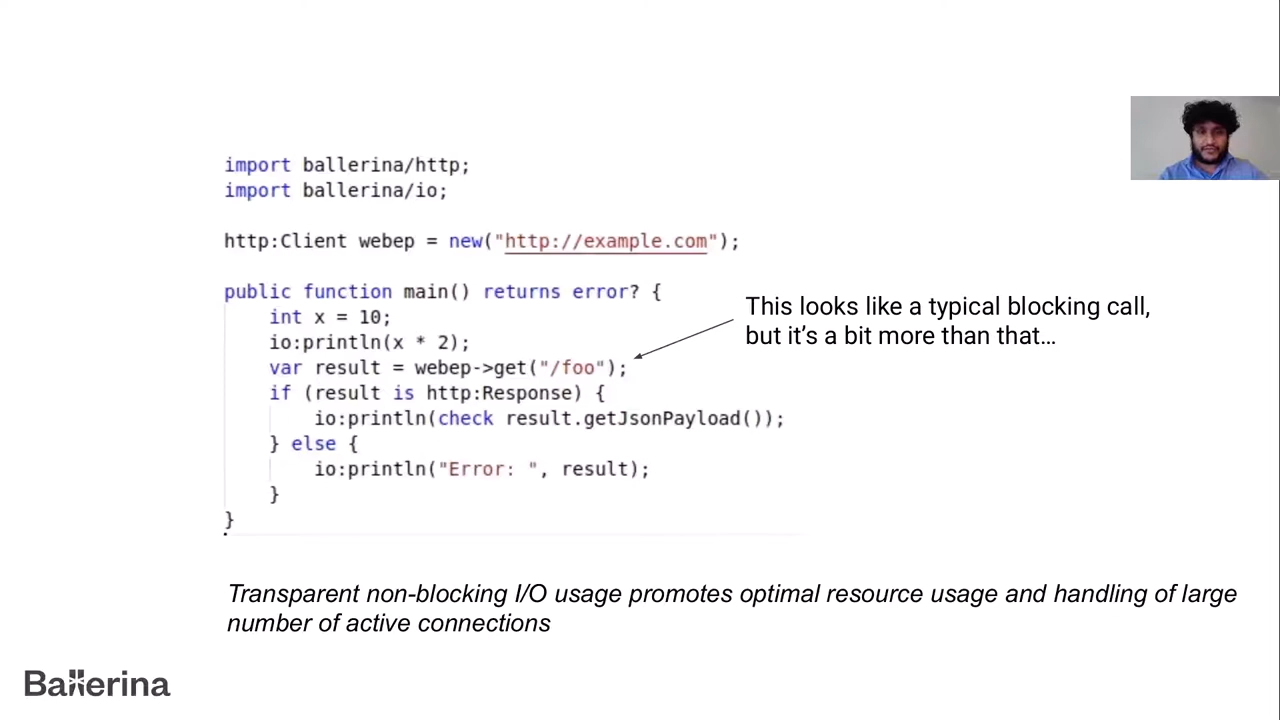 import ballerina/http;
import ballerina/io;
http:Client webep = new("http://example.com");
public function main() returns error? {
int x = 10;
io:println(x * 2);
var result = webep->get("/foo");
if (result is http:Response) {
io:println(check result.getJsonPayload());
} else {
io:println("Error: ", result);
}
}
This looks like a typical blocking call,
but it’s a bit more than that…
Transparent non-blocking I/O usage promotes optimal resource usage and handling of large
number of active connections
Ballerina